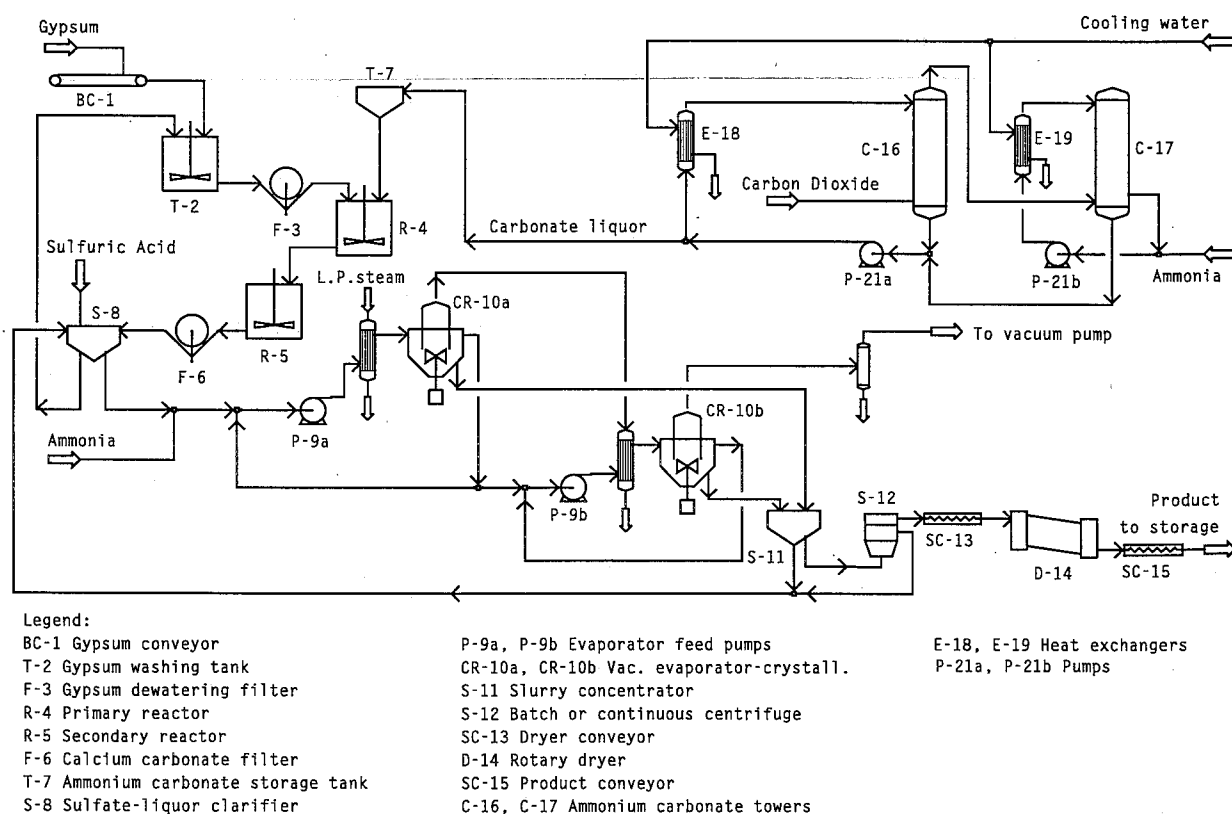 Gypsum
BC-1
T-2
F-3
T-7
R-4
Sulfuric Acid
S-8
F-6
R-5
L.P.steam
CR-10a
P-9a
Ammonia
Carbonate liquor
Cooling water
E-18
C-16
E-19
C-17
Carbon Dioxide
P-21a
P-21b
Ammonia
To vacuum pump
CR-10b
P-9b
S-11
S-12
SC-13
D-14
SC-15
Product
to storage
Legend:
BC-1 Gypsum conveyor
T-2 Gypsum washing tank
F-3 Gypsum dewatering filter
R-4 Primary reactor
R-5 Secondary reactor
F-6 Calcium carbonate filter
T-7 Ammonium carbonate storage tank
S-8 Sulfate-liquor clarifier
P-9a, P-9b Evaporator feed pumps
CR-10a, CR-10b Vac. evaporator-crystall.
S-11 Slurry concentrator
S-12 Batch or continuous centrifuge
SC-13 Dryer conveyor
D-14 Rotary dryer
SC-15 Product conveyor
C-16, C-17 Ammonium carbonate towers
E-18, E-19 Heat exchangers
P-21a, P-21b Pumps